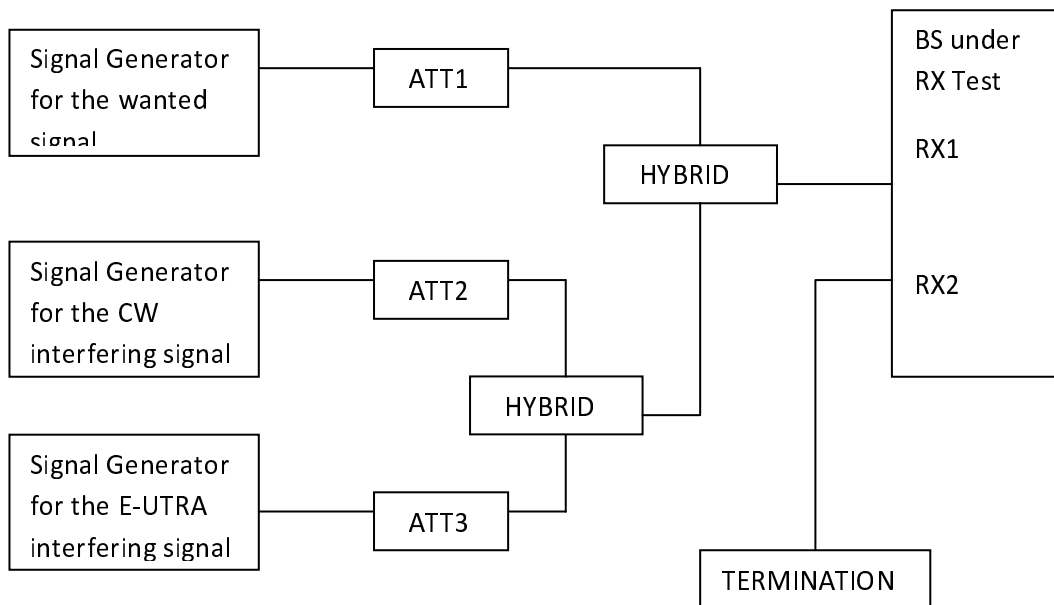 Signal Generator
for the wanted
signal
ATT1
HYBRID
BS under
RX Test
RX1
RX2
Signal Generator
for the CW
interfering signal
ATT2
HYBRID
Signal Generator
for the E-UTRA
interfering signal
ATT3
TERMINATION